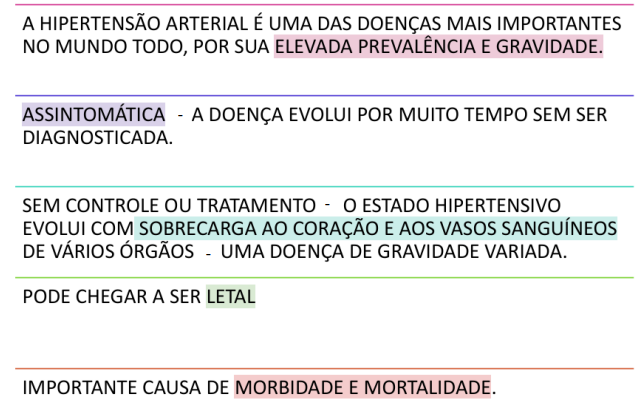 A HIPERTENSÃO ARTERIAL É UMA DAS DOENÇAS MAIS IMPORTANTES
NO MUNDO TODO, POR SUA ELEVADA PREVALÊNCIA E GRAVIDADE.
ASSINTOMÁTICA - A DOENÇA EVOLUI POR MUITO TEMPO SEM SER
DIAGNOSTICADA.
SEM CONTROLE OU TRATAMENTO - O ESTADO HIPERTENSIVO
EVOLUI COM SOBRECARGA AO CORAÇÃO E AOS VASOS SANGUÍNEOS
DE VÁRIOS ÓRGÃOS - UMA DOENÇA DE GRAVIDADE VARIADA.
PODE CHEGAR A SER LETAL
IMPORTANTE CAUSA DE MORBIDADE E MORTALIDADE.